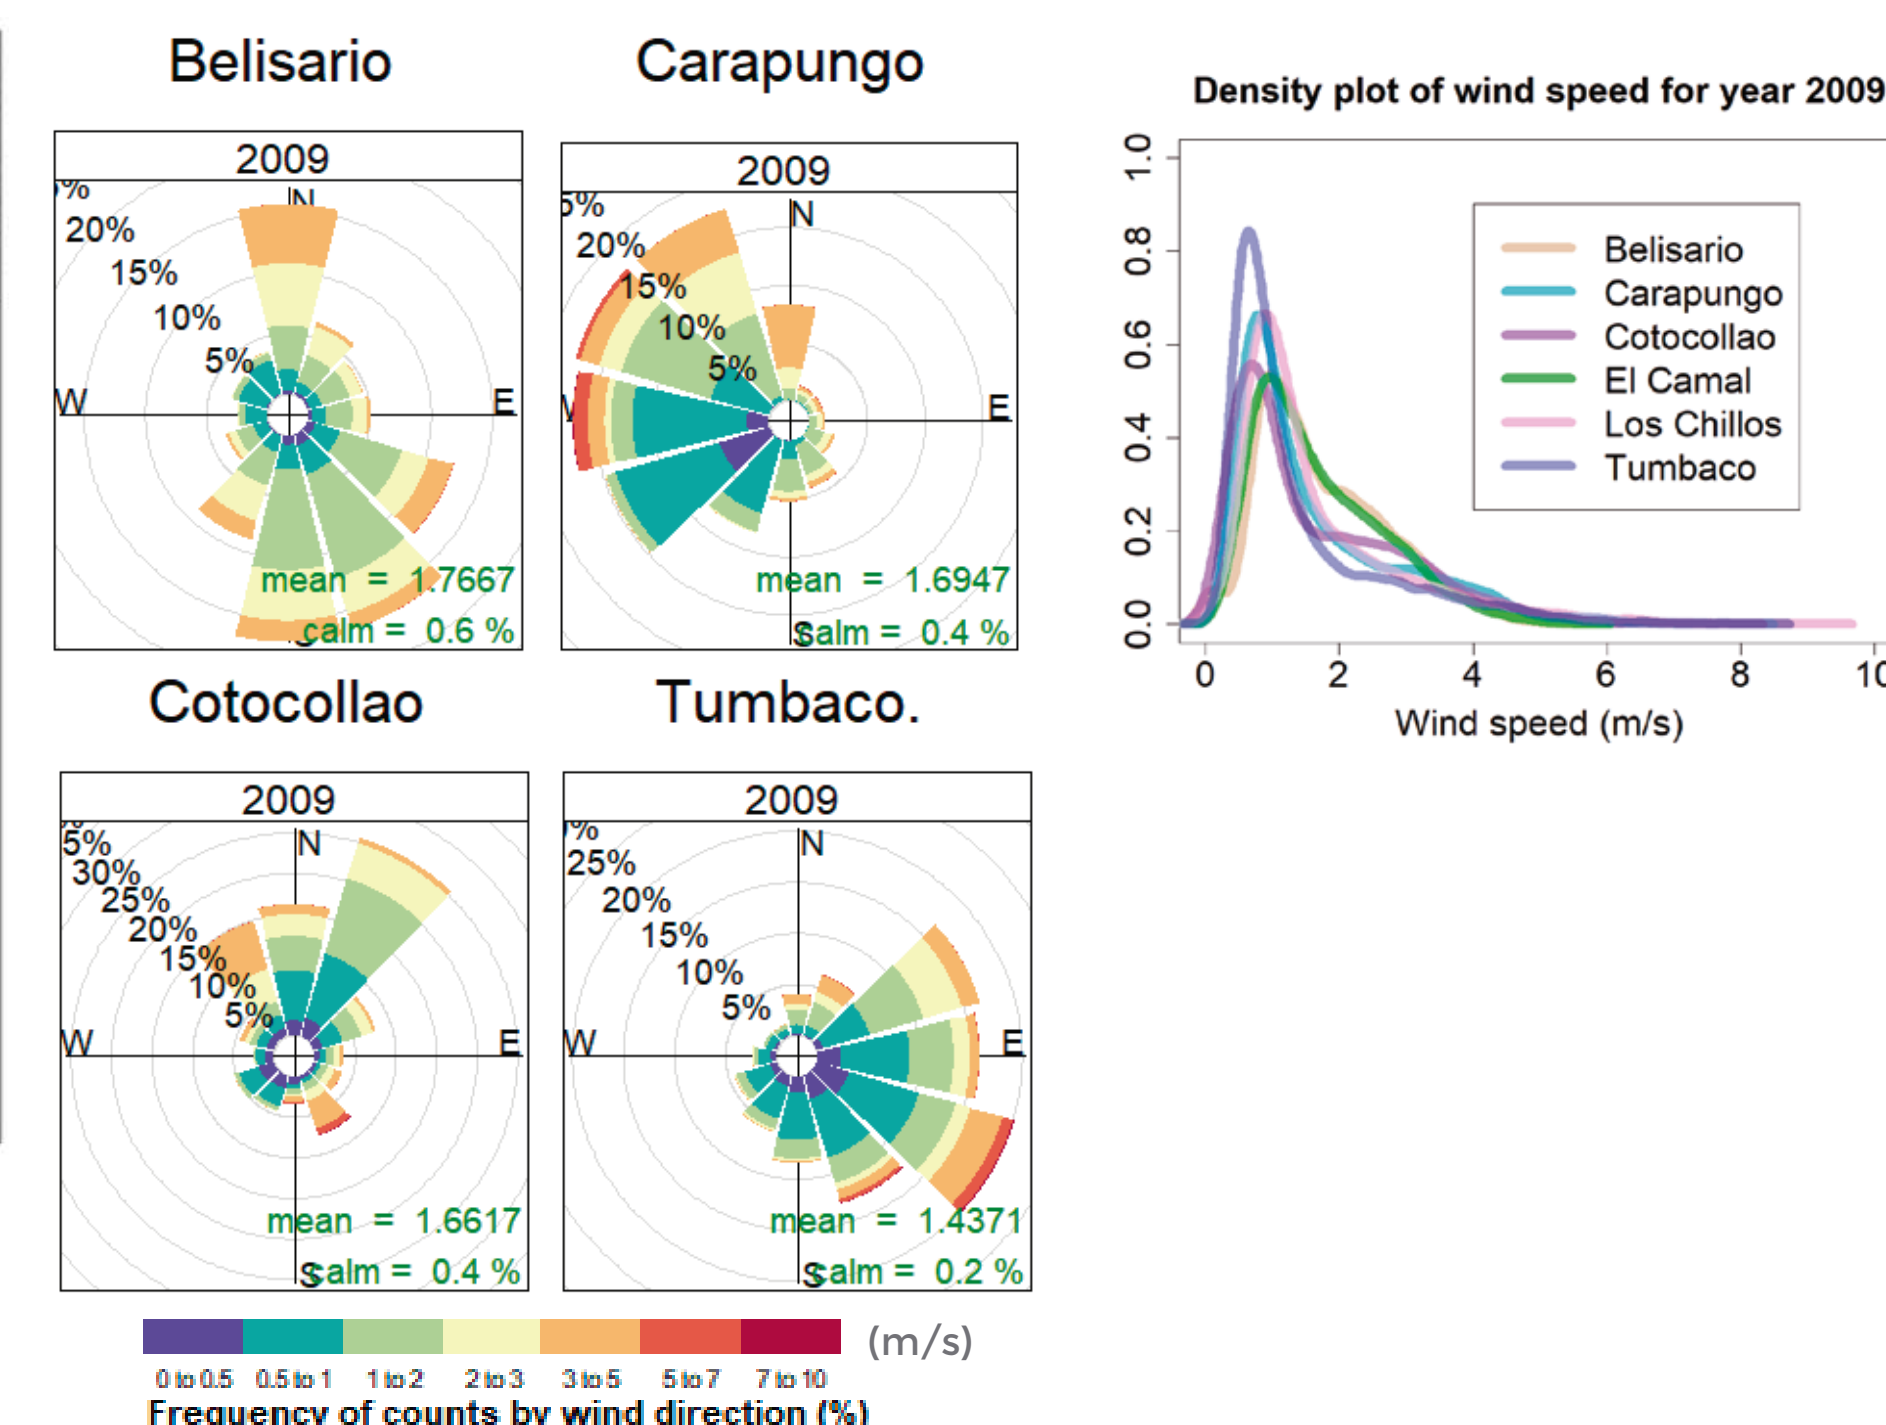 Belisario
2009
N
20%
15%
10%
5%
W
E
mean = 1.7667
S
calm = 0.6 %
Carapungo
2009
N
5%
20%
15%
10%
5%
E
mean = 1.6947
S
calm = 0.4 %
Density plot of wind speed for year 2009
1.0
0.8
0.6
0.4
0.2
0.0
Belisario
Carapungo
Cotocollao
El Camal
Los Chillos
Tumbaco
0 2 4 6 8 10
Wind speed (m/s)
Cotocollao
2009
N
5%
30%
25%
20%
15%
10%
5%
W
E
mean = 1.6617
S
calm = 0.4 %
Tumbaco.
2009
N
25%
20%
15%
10%
5%
W
E
mean = 1.4371
S
calm = 0.2 %
(m/s)
0 to 0.5 0.5 to 1 1 to 2 2 to 3 3 to 5 5 to 7 7 to 10
Frequency of counts by wind direction (%)